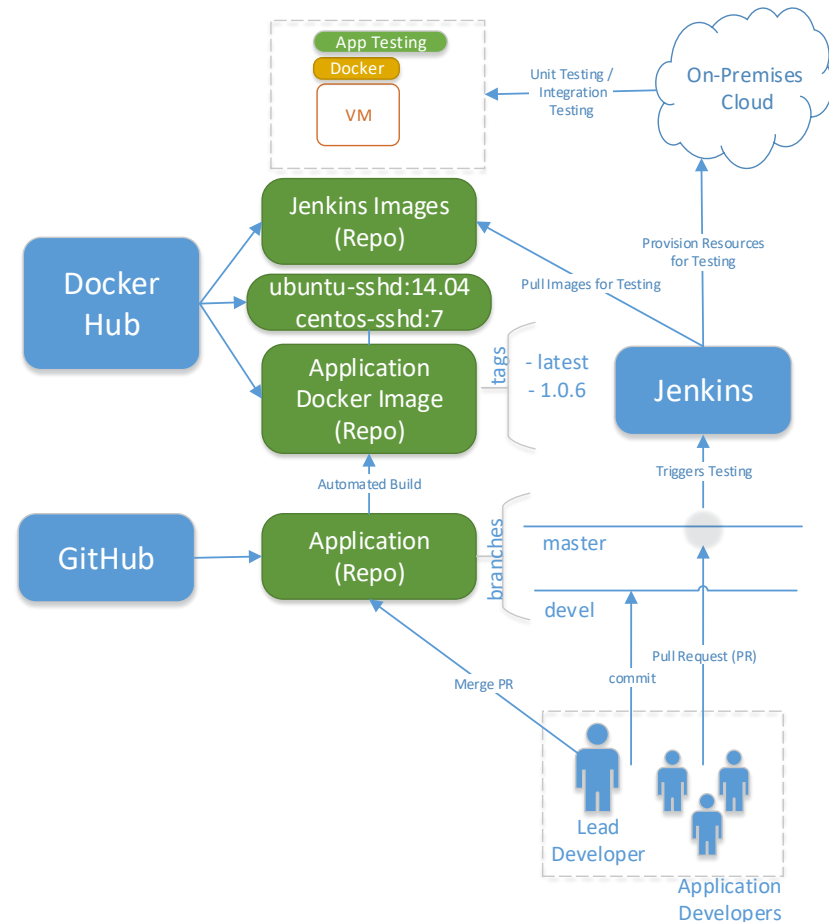 App Testing
Docker
VM
Unit Testing /
Integration
Testing
On-Premises
Cloud
Jenkins Images
(Repo)
Provision Resources
for Testing
Pull Images for Testing
Docker
Hub
ubuntu-sshd:14.04
centos-sshd:7
Application
Docker Image
(Repo)
tags
- latest
- 1.0.6
Jenkins
Automated Build
Triggers Testing
GitHub
Application
(Repo)
branches
master
devel
Pull Request (PR)
commit
Merge PR
Lead
Developer
Application
Developers